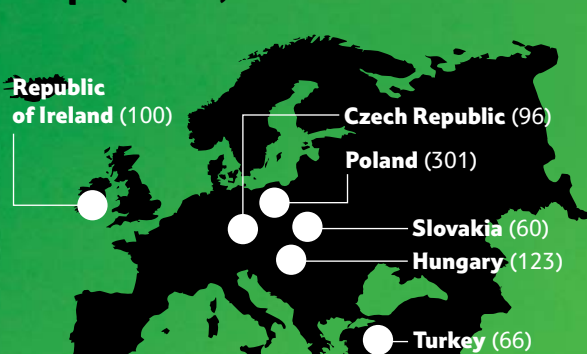 Republic
of Ireland (100)
Czech Republic (96)
Poland (301)
Slovakia (60)
Hungary (123)
Turkey (66)